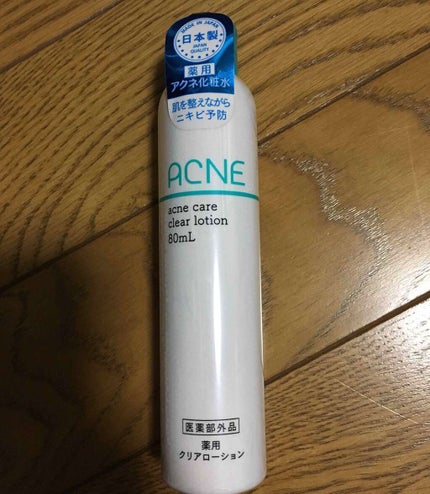 MADE IN JAPAN
日本製
JAPAN QUALITY
薬用
アクネ化粧水
肌を整えながら
ニキビ予防
ACNE
acne care
clear lotion
80mL
医薬部外品
薬用
クリアローション